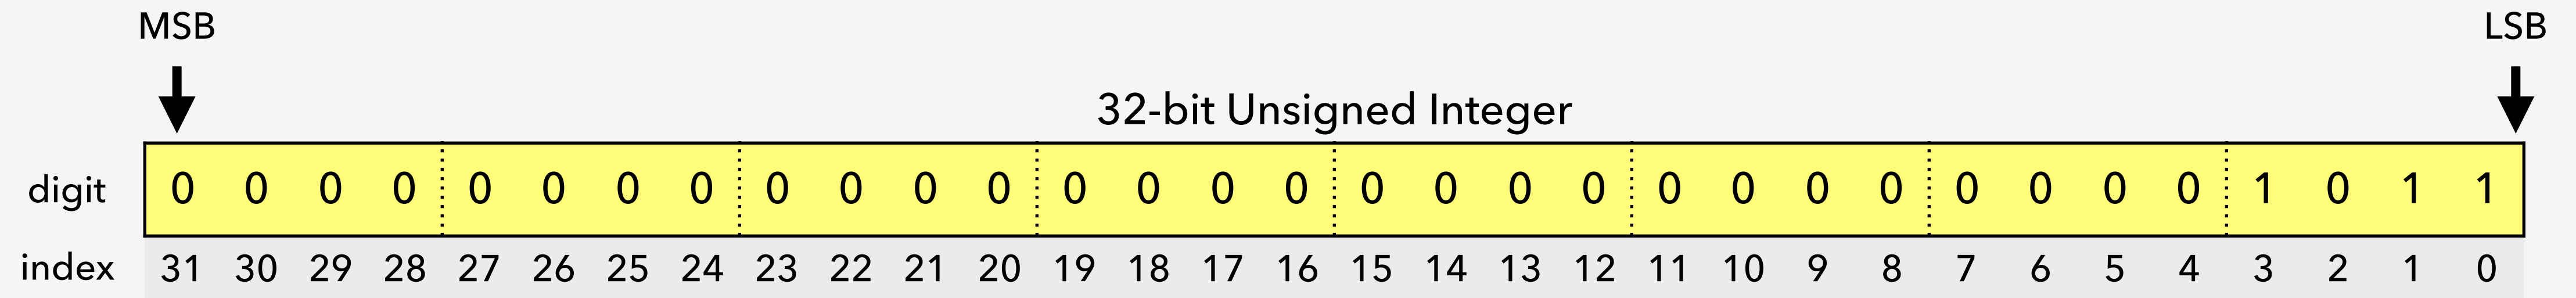 MSB LSB
32-bit Unsigned Integer
digit 0 0 0 0 0 0 0 0 0 0 0 0 0 0 0 0 0 0 0 0 0 0 0 0 0 0 0 0 1 0 1 1
index 31 30 29 28 27 26 25 24 23 22 21 20 19 18 17 16 15 14 13 12 11 10 9 8 7 6 5 4 3 2 1 0